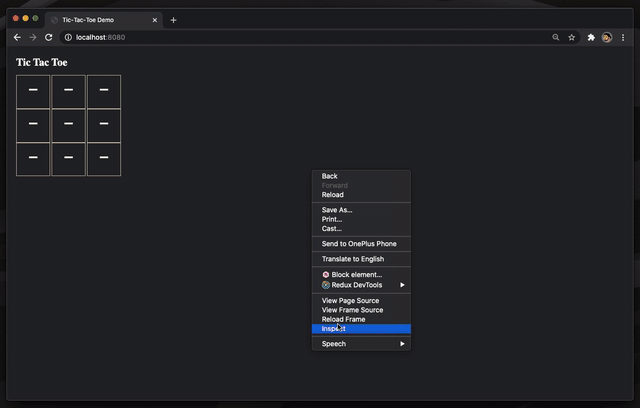 Tic-Tac-Toe Demo
localhost:8080
Tic Tac Toe
Back
Forward
Reload
Save As...
Print...
Cast...
Send to OnePlus Phone
Translate to English
Block element...
Redux DevTools
View Page Source
View Frame Source
Reload Frame
Inspect
Speech